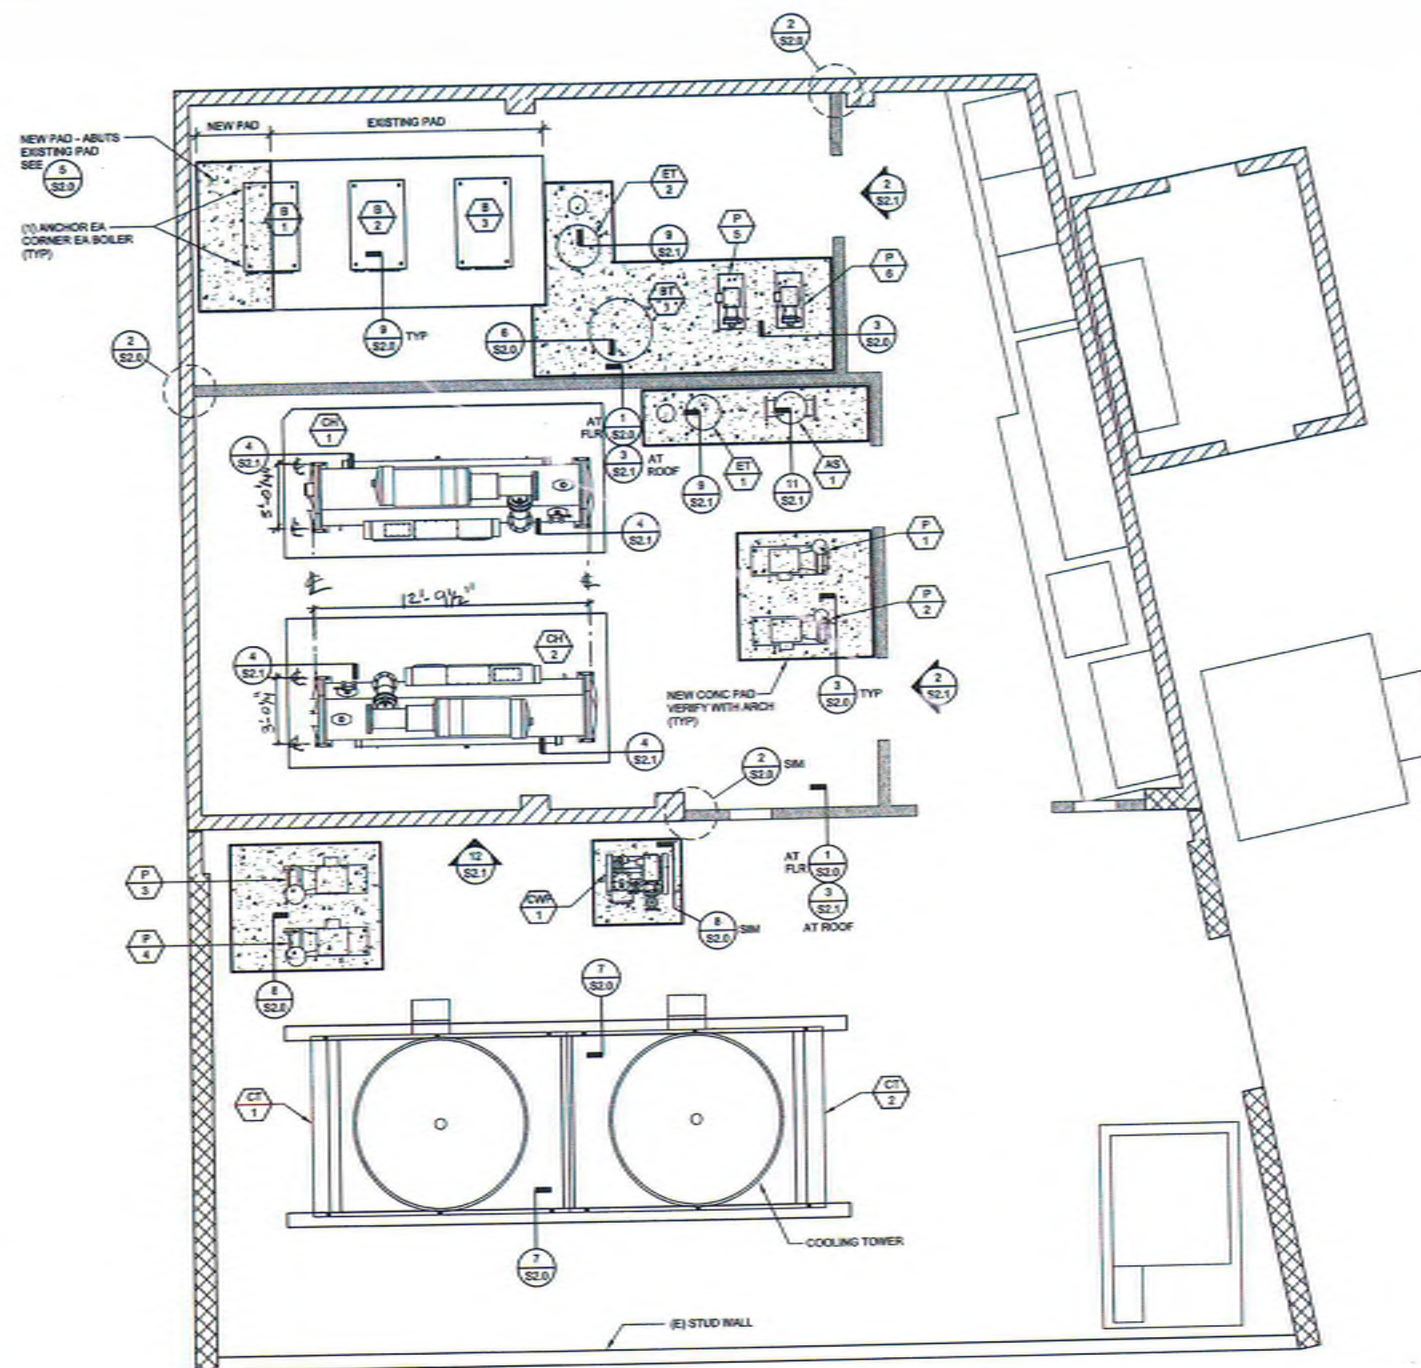 2
S2.0
NEW PAD
EXISTING PAD
NEW PAD - ABUTS
EXISTING PAD
SEE
5
S2.0
(1) ANCHOR EA
CORNER EA BOILER
(TYP)
B
1
B
2
B
3
ET
2
2
S2.1
9
S2.1
P
5
P
6
BT
1
9
S2.0
TYP
6
S2.0
3
S2.0
2
S2.0
CH
1
4
S2.1
AT
FLR
1
S2.0
3
S2.1
AT
ROOF
9
S2.1
ET
1
11
S2.1
AS
1
3'-0 1/4"
4
S2.1
P
1
12'-9 1/2"
P
2
CH
2
4
S2.1
3'-0 1/4"
NEW CONC PAD
VERIFY WITH ARCH
(TYP)
3
S2.0
TYP
2
S2.1
4
S2.1
2
S2.0
SIM
12
S2.1
AT
FLR
1
S2.0
3
S2.1
AT ROOF
P
3
CWF
1
8
S2.0
SIM
P
4
8
S2.0
7
S2.0
CT
1
CT
2
COOLING TOWER
7
S2.0
(E) STUD WALL